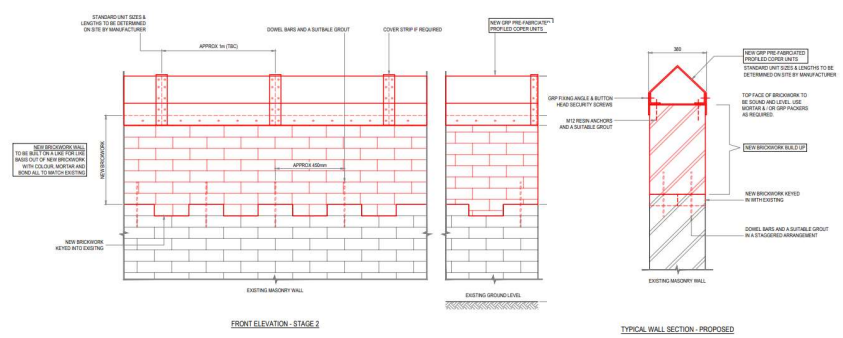 STANDARD UNIT SIZES &
LENGTHS TO BE DETERMINED
ON SITE BY MANUFACTURER
APPROX 1m (TBC)
DOWEL BARS AND A SUITBALE GROUT
COVER STRIP IF REQUIRED
NEW BRICKWORK WALL
TO BE BUILT ON A LIKE FOR LIKE
BASIS OUT OF NEW BRICKWORK
WITH COLOUR, MORTAR AND
BOND ALL TO MATCH EXISTING
NEW BRICKWORK
APPROX 450mm
NEW BRICKWORK
KEYED INTO EXISITNG
EXISTING MASONRY WALL
FRONT ELEVATION - STAGE 2
NEW GRP PRE-FABRCIATED
PROFILED COPER UNITS
EXISTING GROUND LEVEL
360
NEW GRP PRE-FABRCIATED
PROFILED COPER UNITS
STANDARD UNIT SIZES & LENGTHS TO BE
DETERMINED ON SITE BY MANUFACTURER
GRP FIXING ANGLE & BUTTON
HEAD SECURITY SCREWS
M12 RESIN ANCHORS
AND A SUITABLE GROUT
TOP FACE OF BRICKWORK TO
BE SOUND AND LEVEL. USE
MORTAR & / OR GRP PACKERS
AS REQUIRED.
NEW BRICKWORK BUILD UP
NEW BRICKWORK KEYED
IN WITH EXISTING
DOWEL BARS AND A SUITABLE GROUT
IN A STAGGERED ARRANGEMENT
EXISTING MASONRY WALL
TYPICAL WALL SECTION - PROPOSED